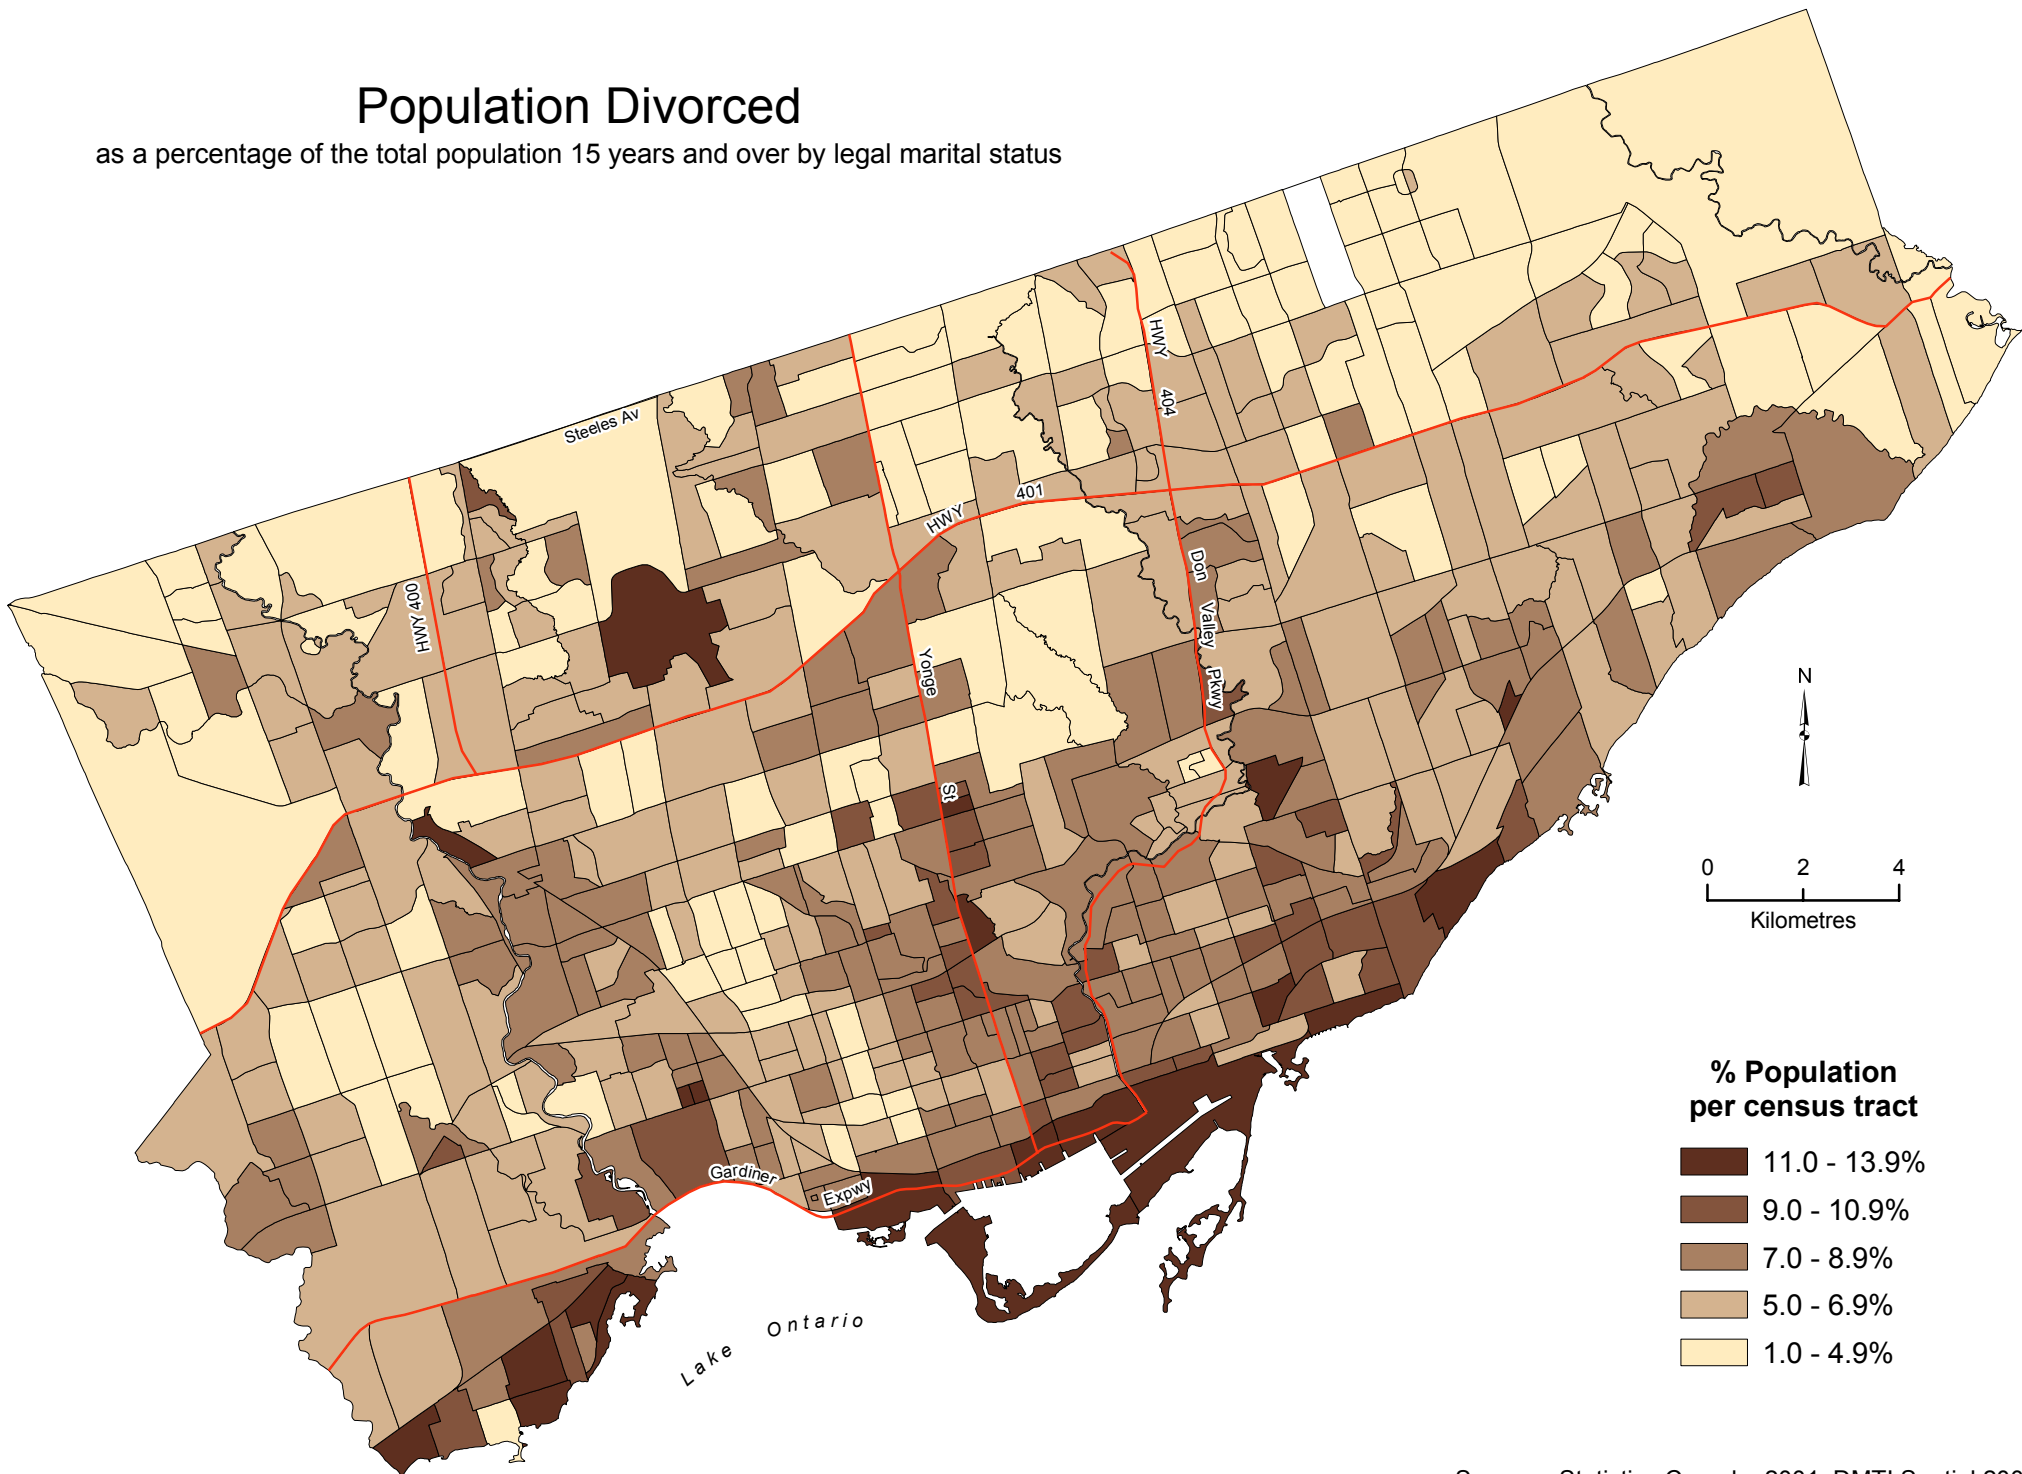 Population Divorced
as a percentage of the total population 15 years and over by legal marital status
Steeles Av
HWY 400
HWY
401
HWY
404
Don
Valley
Pkwy
Yonge
St
Gardiner
Expwy
Lake Ontario
N
0 2 4
Kilometres
% Population
per census tract
11.0 - 13.9%
9.0 - 10.9%
7.0 - 8.9%
5.0 - 6.9%
1.0 - 4.9%